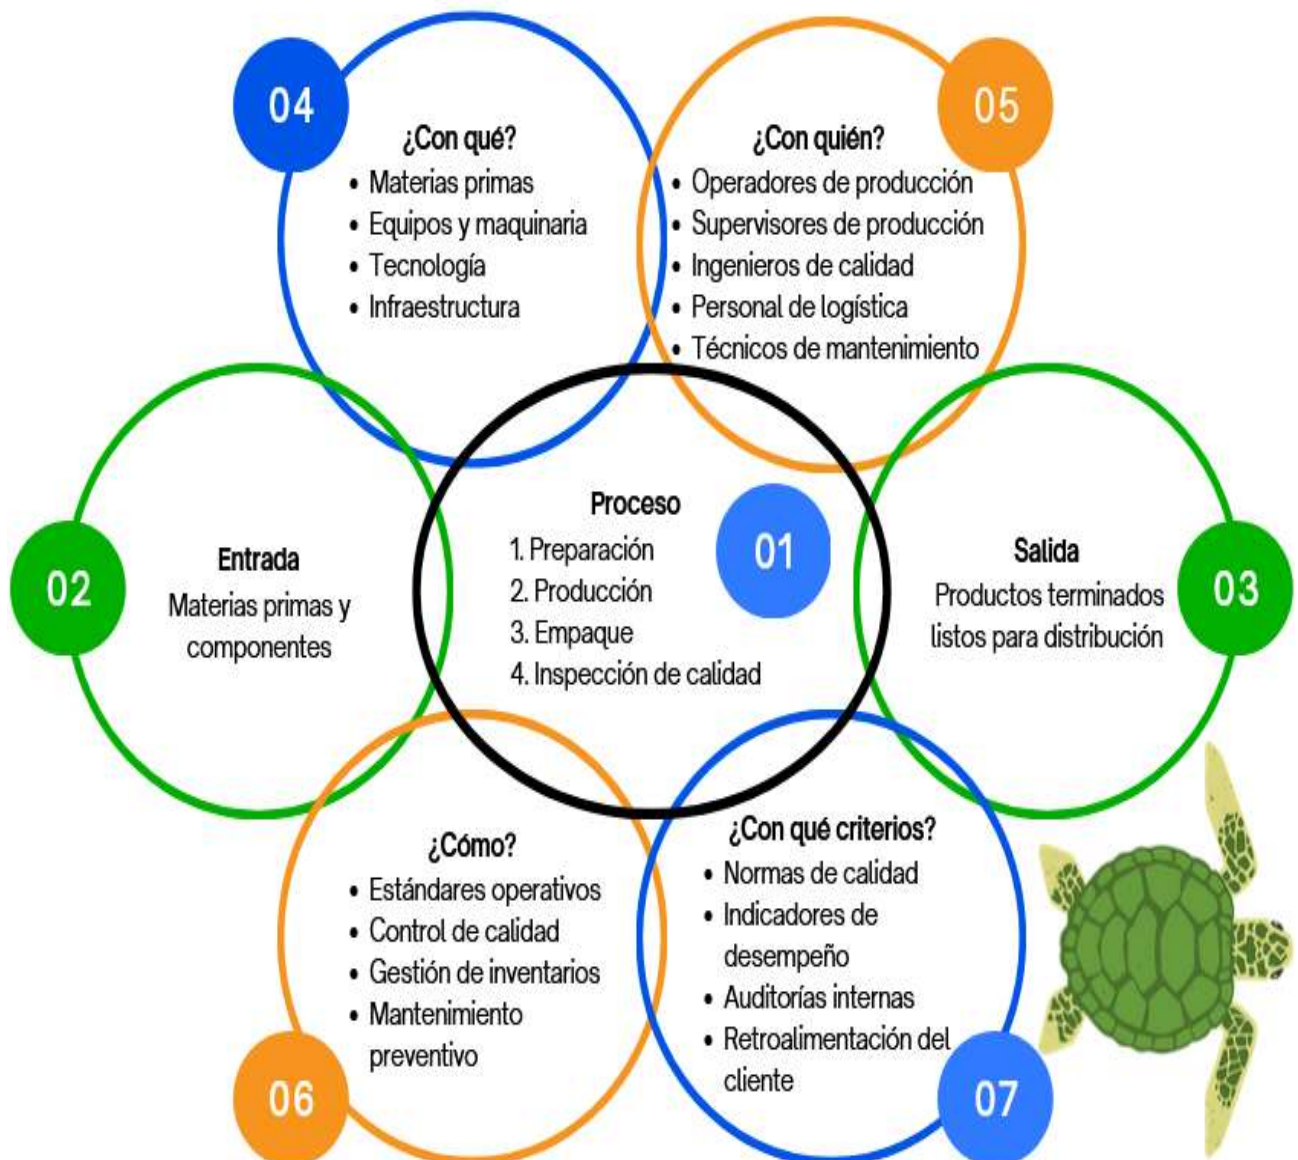 04
¿Con qué?
• Materias primas
• Equipos y maquinaria
• Tecnología
• Infraestructura
05
¿Con quién?
• Operadores de producción
• Supervisores de producción
• Ingenieros de calidad
• Personal de logística
• Técnicos de mantenimiento
02
Entrada
Materias primas y
componentes
01
Proceso
1. Preparación
2. Producción
3. Empaque
4. Inspección de calidad
03
Salida
Productos terminados
listos para distribución
06
¿Cómo?
• Estándares operativos
• Control de calidad
• Gestión de inventarios
• Mantenimiento
preventivo
07
¿Con qué criterios?
• Normas de calidad
• Indicadores de
desempeño
• Auditorías internas
• Retroalimentación del
cliente